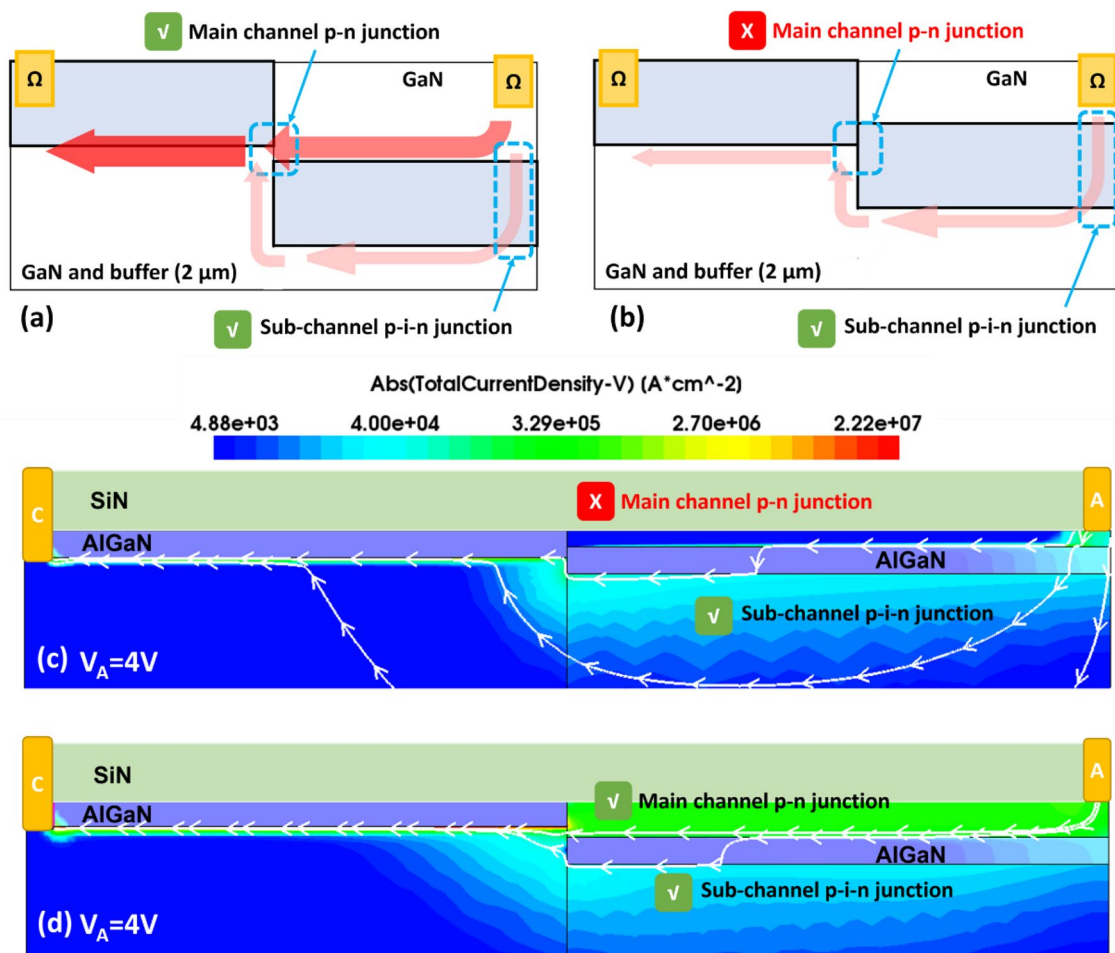 √ Main channel p-n junction
Ω
GaN
Ω
GaN and buffer (2 μm)
(a)
√ Sub-channel p-i-n junction
X Main channel p-n junction
Ω
GaN
Ω
GaN and buffer (2 μm)
(b)
√ Sub-channel p-i-n junction
Abs(TotalCurrentDensity-V) (A*cm^-2)
4.88e+03 4.00e+04 3.29e+05 2.70e+06 2.22e+07
C
SiN
X Main channel p-n junction
A
AlGaN
AlGaN
√ Sub-channel p-i-n junction
(c) VA=4V
C
SiN
A
AlGaN
√ Main channel p-n junction
AlGaN
√ Sub-channel p-i-n junction
(d) VA=4V